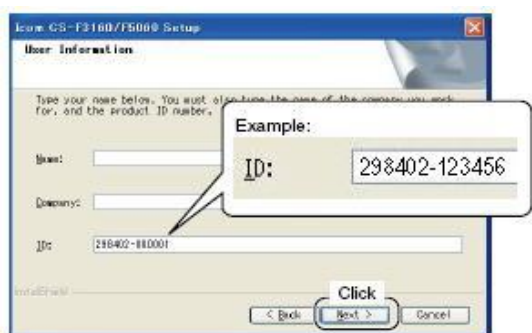 Icom CS-F3160/F5060 Setup
User Information
Type your name below. You must also type the name of the company you work
for, and the product ID number.
Example:
ID: 298402-123456
Name:
Company:
ID: 298402-
InstallShield
Click
< Back Next > Cancel